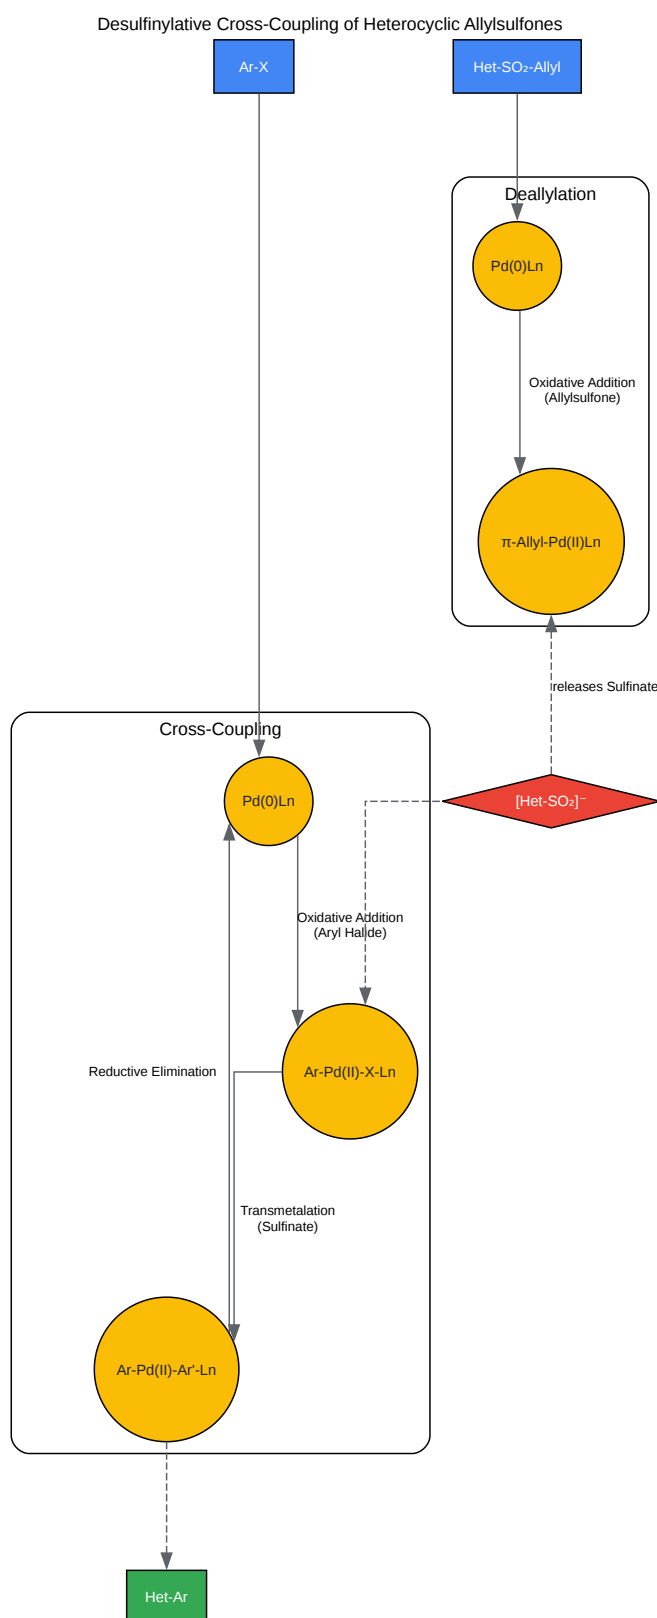 Desulfinylative Cross-Coupling of Heterocyclic Allylsulfones
Ar-X
Het-SO₂-Allyl
Deallylation
Pd(0)Ln
Oxidative Addition
(Allylsulfone)
π-Allyl-Pd(II)Ln
releases Sulfinate
Cross-Coupling
Pd(0)Ln
[Het-SO₂]⁻
Oxidative Addition
(Aryl Halide)
Reductive Elimination
Ar-Pd(II)-X-Ln
Transmetalation
(Sulfinate)
Ar-Pd(II)-Ar'-Ln
Het-Ar